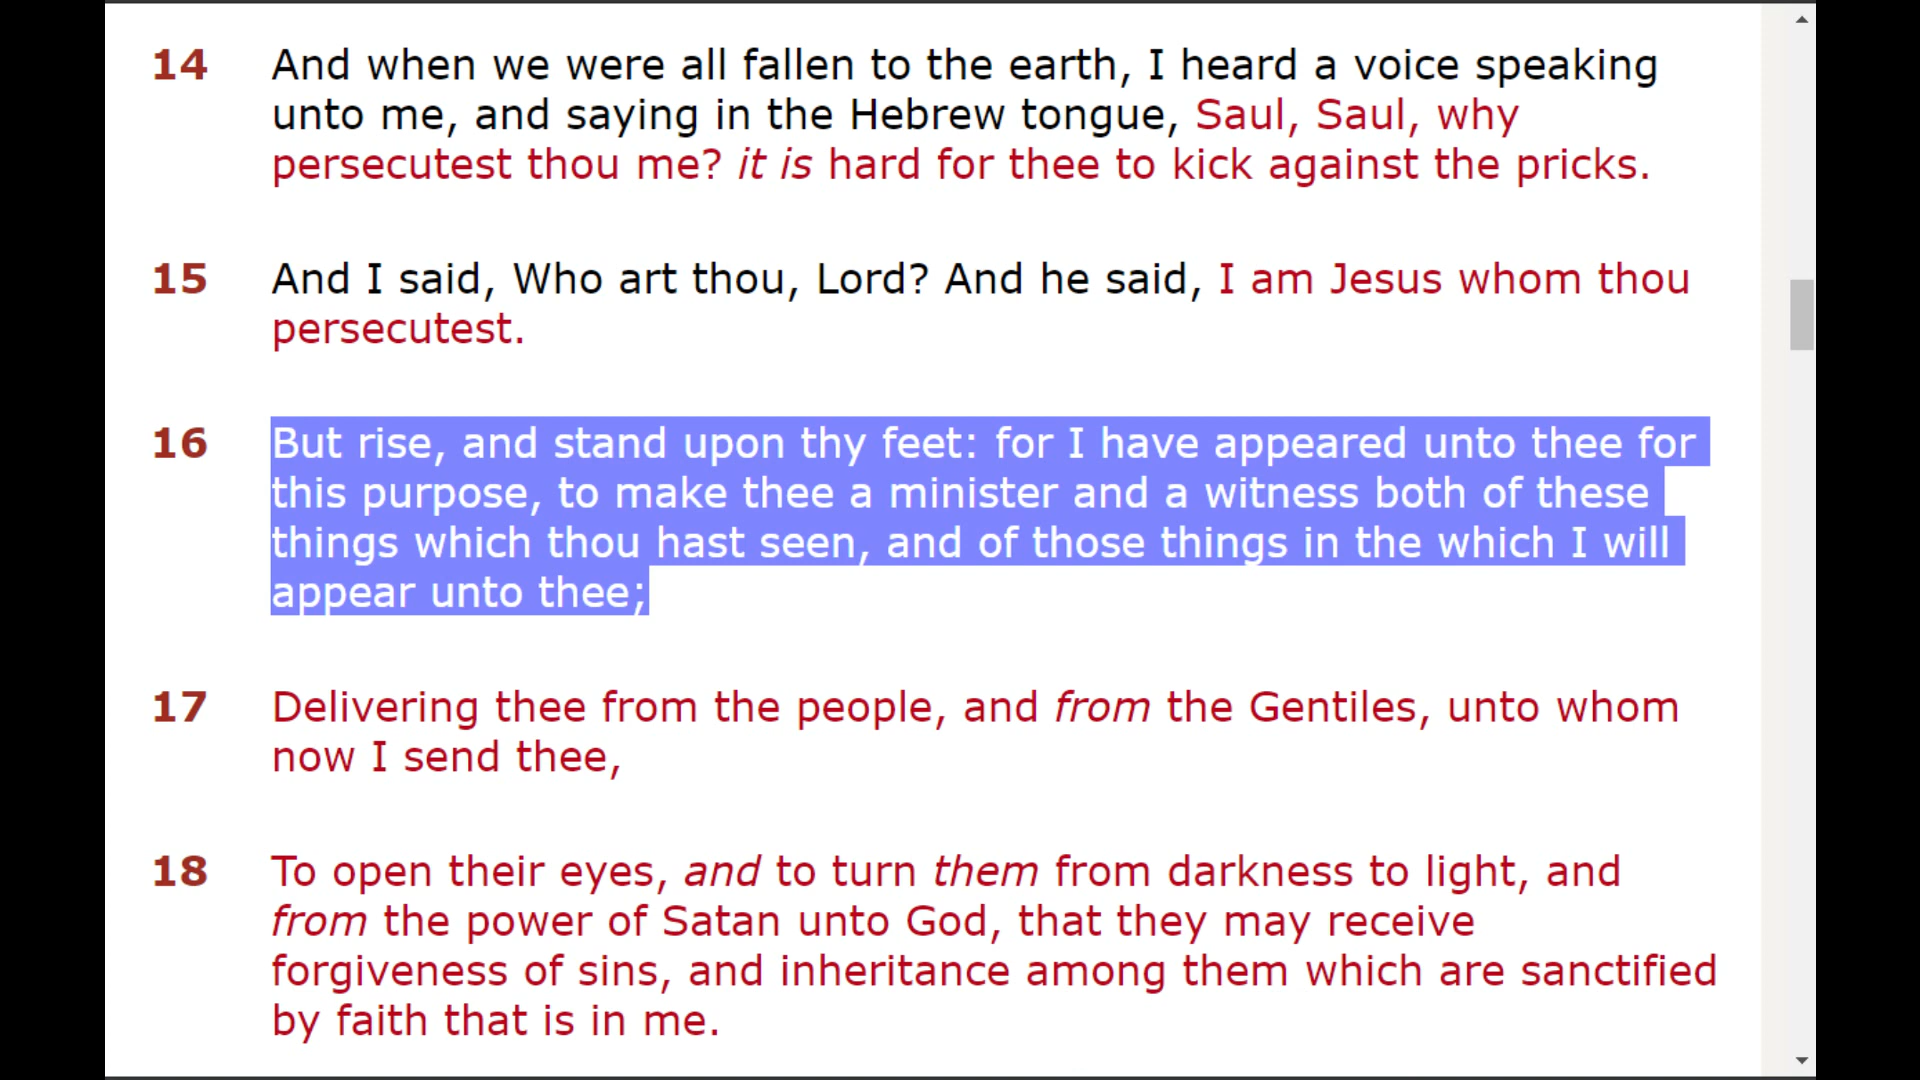 14 And when we were all fallen to the earth, I heard a voice speaking
unto me, and saying in the Hebrew tongue, Saul, Saul, why
persecutest thou me? it is hard for thee to kick against the pricks.
15 And I said, Who art thou, Lord? And he said, I am Jesus whom thou
persecutest.
16 But rise, and stand upon thy feet: for I have appeared unto thee for
this purpose, to make thee a minister and a witness both of these
things which thou hast seen, and of those things in the which I will
appear unto thee;
17 Delivering thee from the people, and from the Gentiles, unto whom
now I send thee,
18 To open their eyes, and to turn them from darkness to light, and
from the power of Satan unto God, that they may receive
forgiveness of sins, and inheritance among them which are sanctified
by faith that is in me.